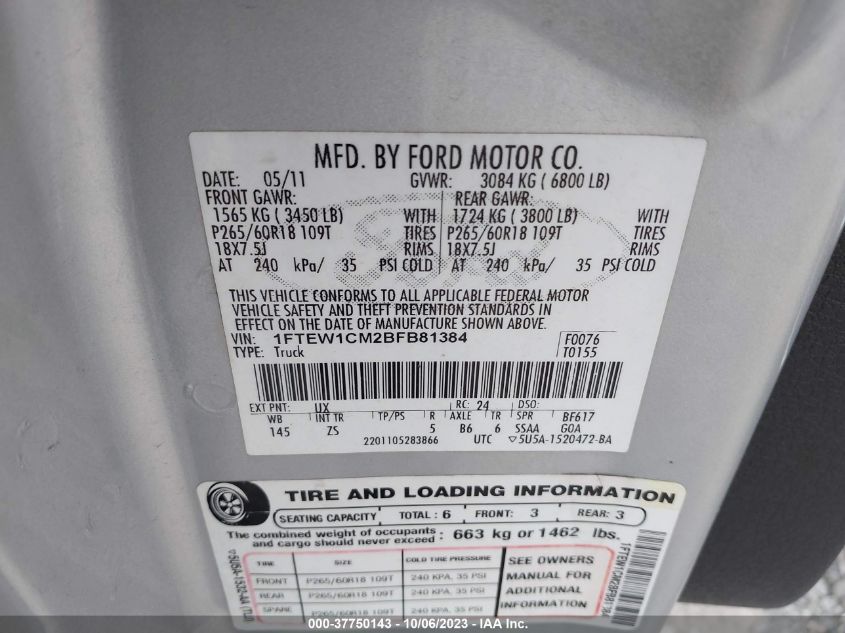 MFD. BY FORD MOTOR CO.
DATE: 05/11 GVWR: 3084 KG ( 6800 LB)
FRONT GAWR: REAR GAWR:
1565 KG ( 3450 LB) WITH 1724 KG ( 3800 LB) WITH
P265/60R18 109T TIRES P265/60R18 109T TIRES
18X7.5J RIMS 18X7.5J RIMS
AT 240 kPa/ 35 PSI COLD AT 240 kPa/ 35 PSI COLD
THIS VEHICLE CONFORMS TO ALL APPLICABLE FEDERAL MOTOR
VEHICLE SAFETY AND THEFT PREVENTION STANDARDS IN
EFFECT ON THE DATE OF MANUFACTURE SHOWN ABOVE.
VIN: 1FTEW1CM2BFB81384 F0076
TYPE: Truck T0155
EXT PNT: UX RC: 24 DSO:
WB INT TR TP/PS R AXLE TR SPR BF617
145 ZS 5 B6 6 SSAA GOA
2201105283866 UTC ▽5U5A-1520472-BA
TIRE AND LOADING INFORMATION
SEATING CAPACITY TOTAL : 6 FRONT: 3 REAR: 3
The combined weight of occupants
and cargo should never exceed : 663 kg or 1462 lbs.
TIRE SIZE COLD TIRE PRESSURE
FRONT P265/60R18 109T 240 KPA, 35 PSI
REAR P265/60R18 109T 240 KPA, 35 PSI
SPARE P265/60R18 109T 240 KPA, 35 PSI
SEE OWNERS
MANUAL FOR
ADDITIONAL
INFORMATION
1FTEW1CM2BFB81384
000-37750143 - 10/06/2023 - IAA Inc.